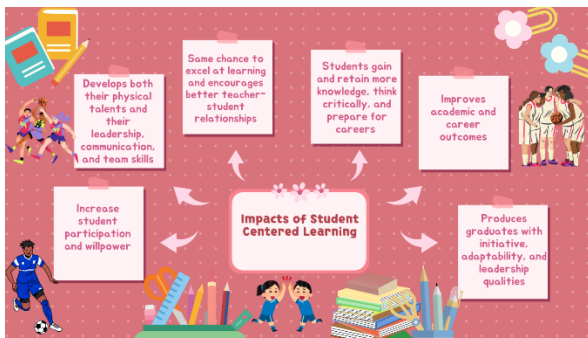 Same chance to
excel at learning
and encourages
better teacher-
student
relationships
Students gain
and retain more
knowledge, think
critically, and
prepare for
careers
Develops both
their physical
talents and
their
leadership,
communication,
and team skills
Improves
academic and
career
outcomes
Increase
student
participation
and willpower
Impacts of Student
Centered Learning
Produces
graduates with
initiative,
adaptability, and
leadership
qualities